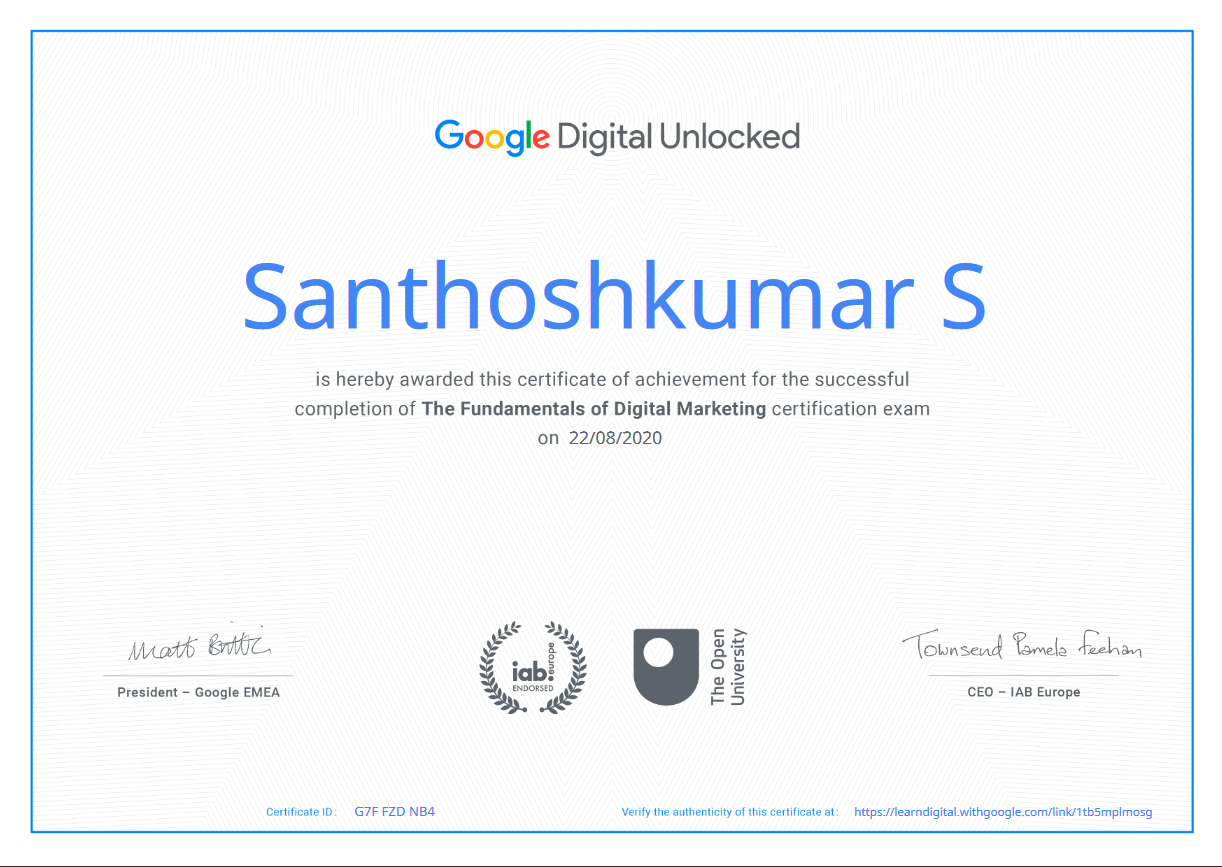 Google Digital Unlocked
Santhoshkumar S
is hereby awarded this certificate of achievement for the successful
completion of The Fundamentals of Digital Marketing certification exam
on 22/08/2020
Matt Brittin
President – Google EMEA
iab europe
ENDORSED
The Open
University
Townsend Pamela Feehan
CEO – IAB Europe
Certificate ID: G7F FZD NB4
Verify the authenticity of this certificate at: https://learndigital.withgoogle.com/link/1tb5mplmosg